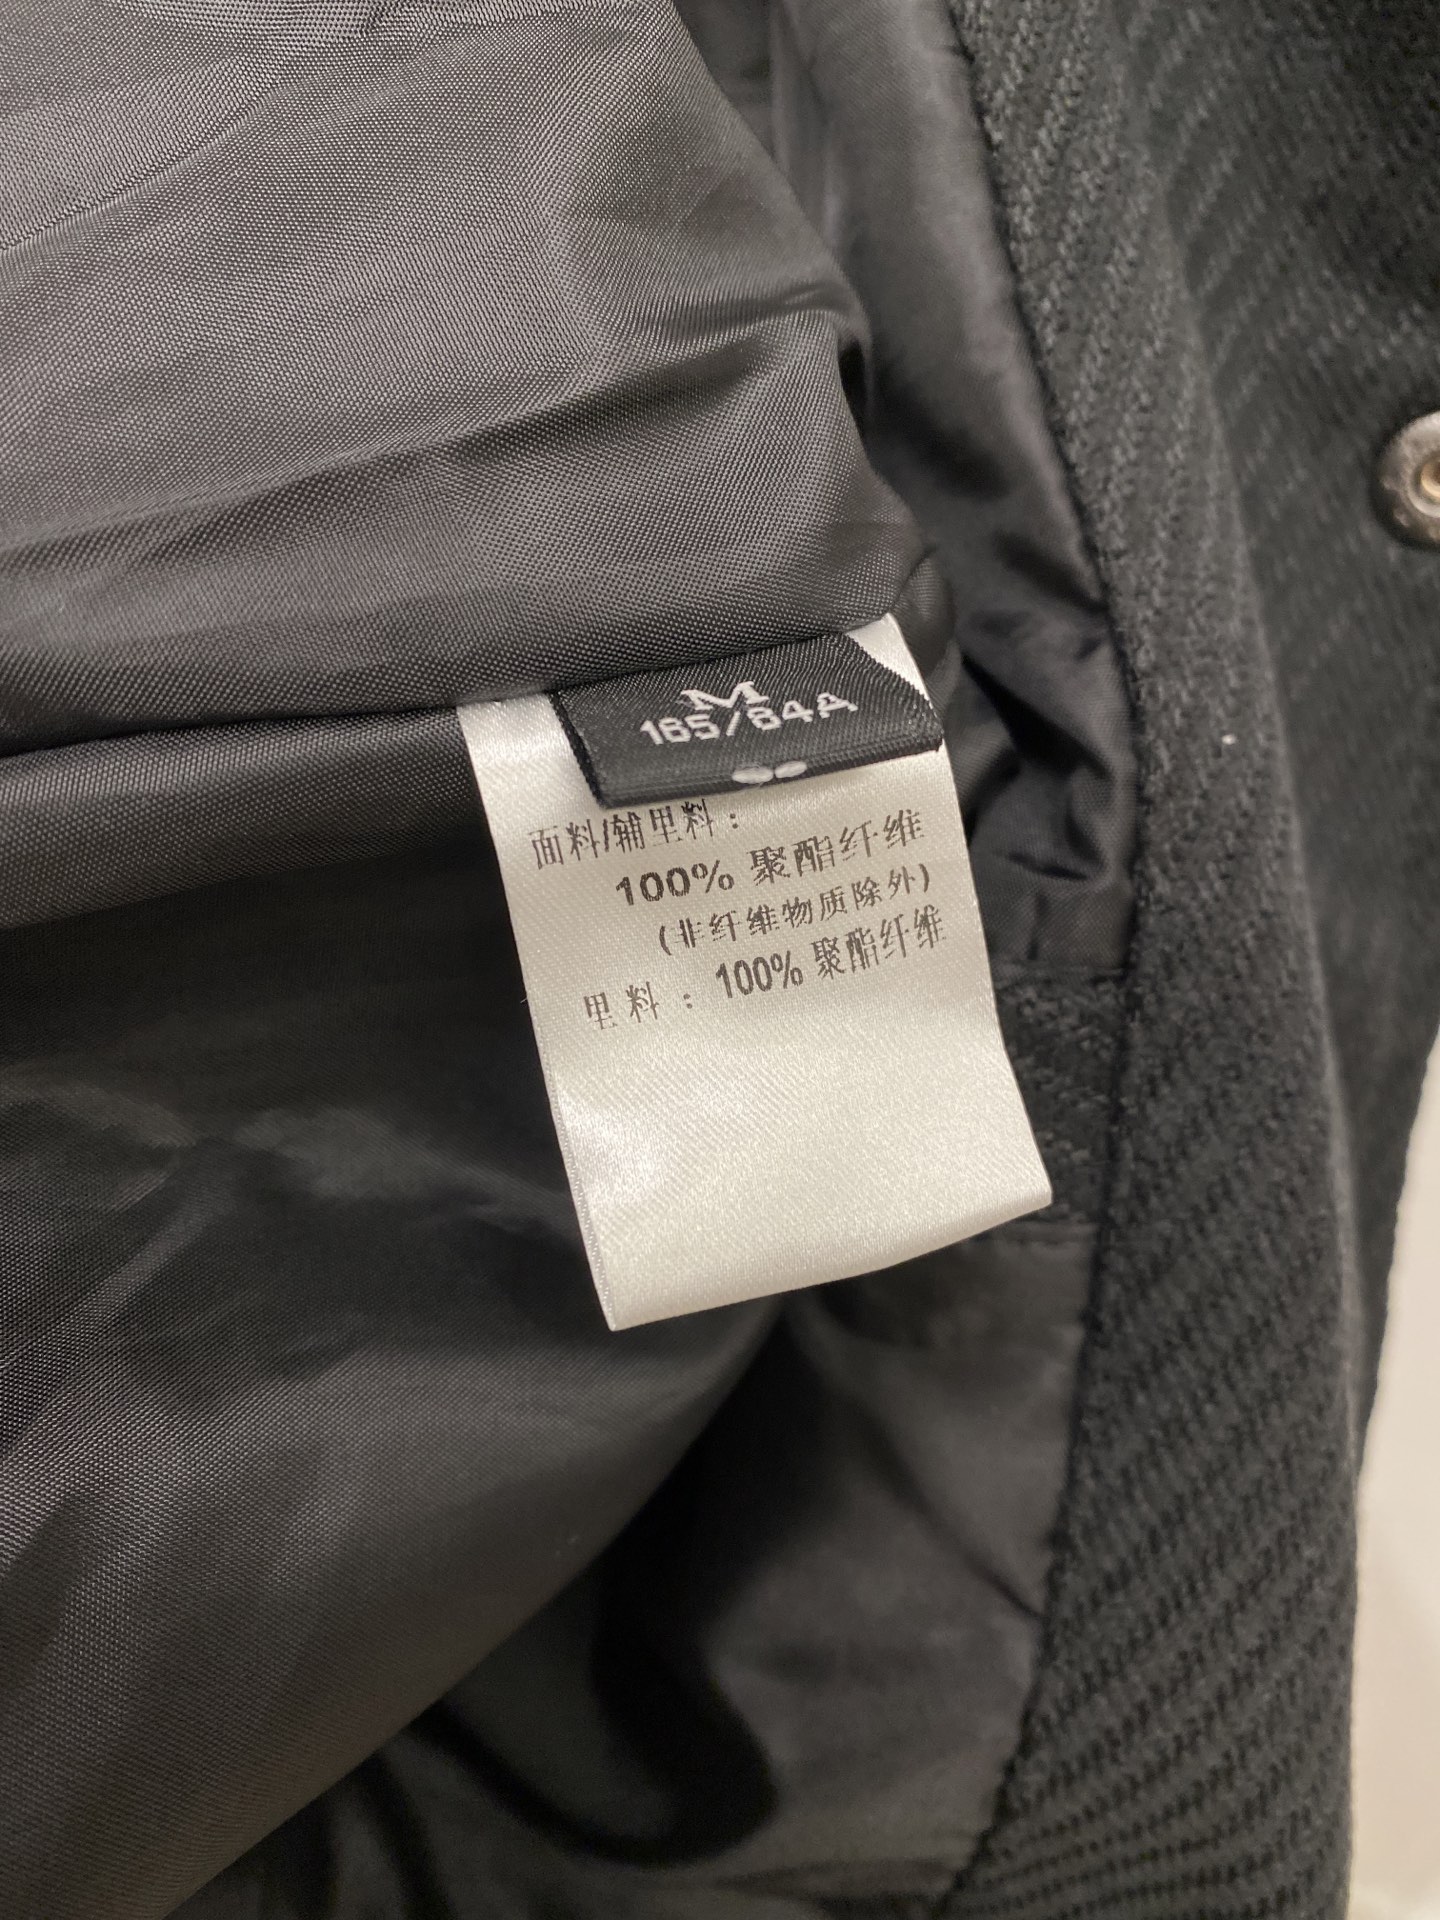 M
165/84A
面料/辅里料：
100% 聚酯纤维
(非纤维物质除外)
里料：100% 聚酯纤维